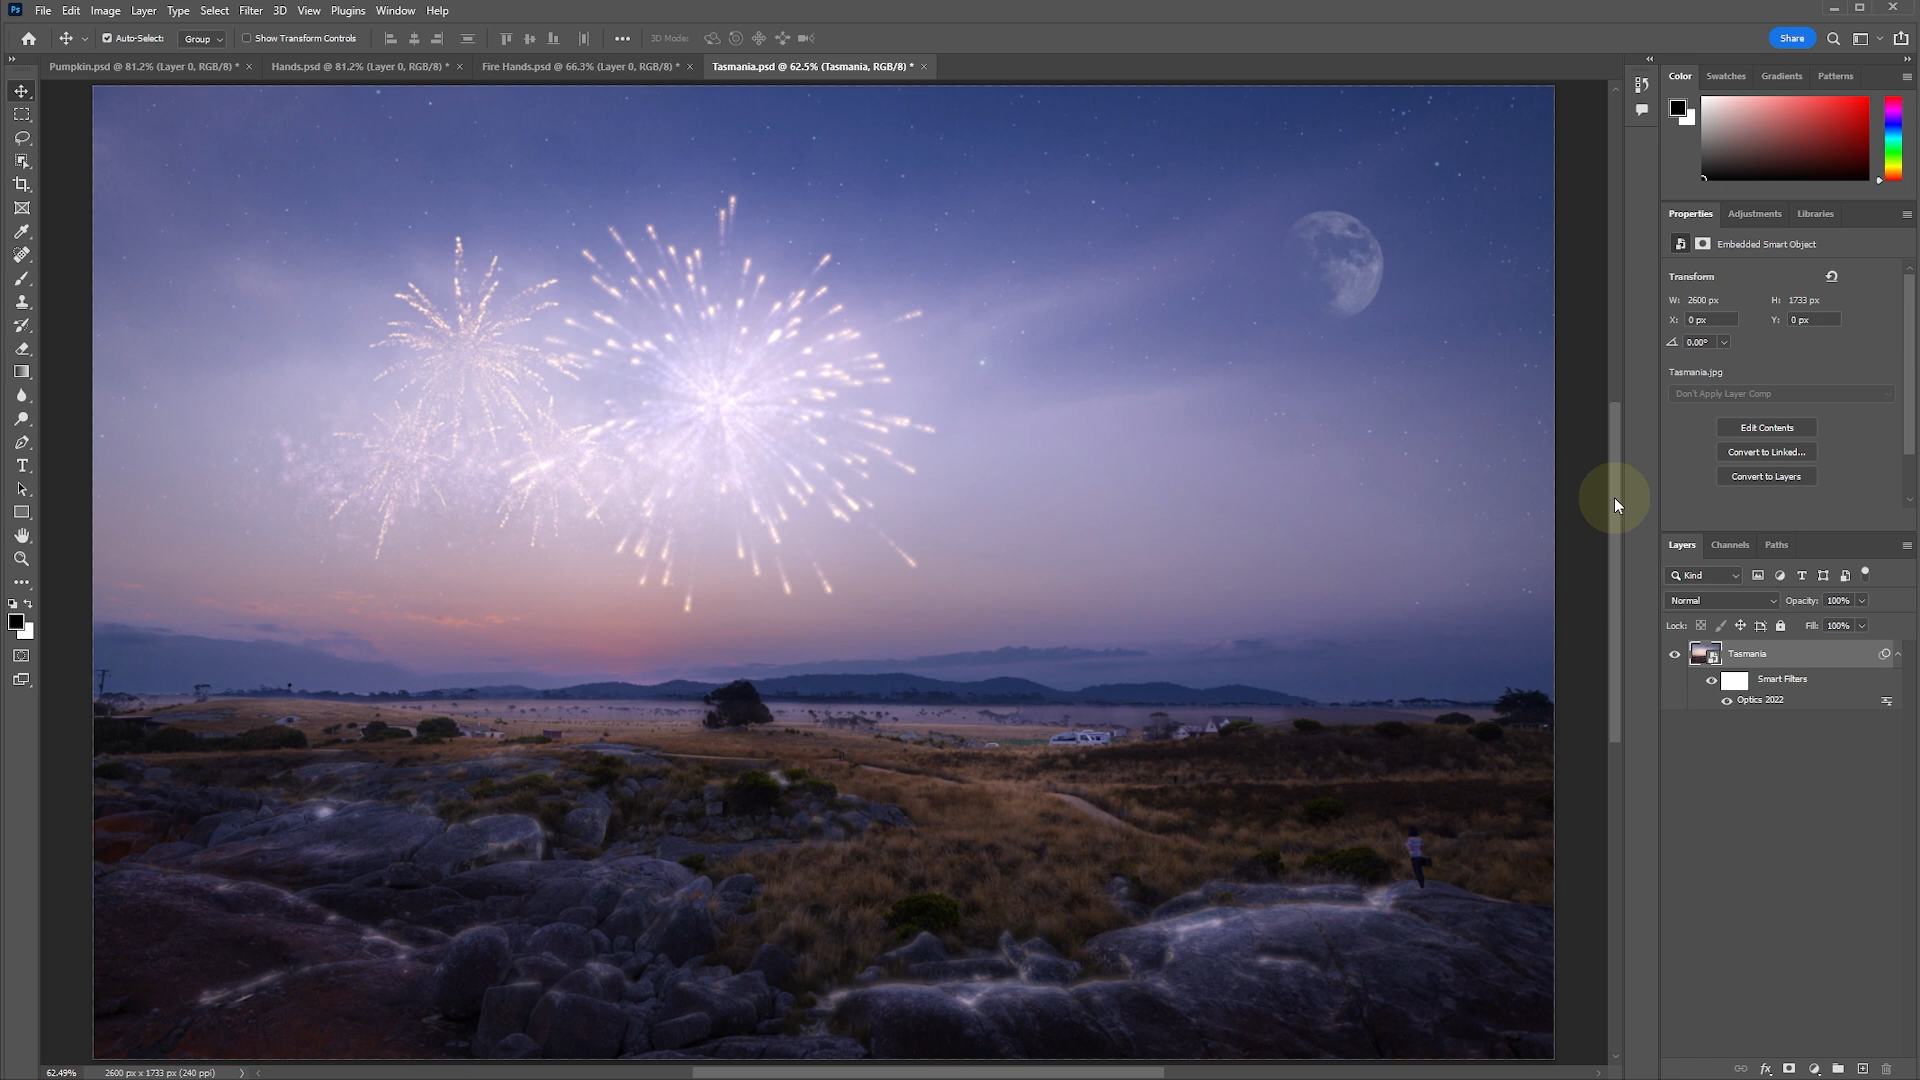 Ps File Edit Image Layer Type Select Filter 3D View Plugins Window Help
Auto-Select: Group Show Transform Controls 3D Mode: Share
Pumpkin.psd @ 81.2% (Layer 0, RGB/8) * Hands.psd @ 81.2% (Layer 0, RGB/8) * Fire Hands.psd @ 66.3% (Layer 0, RGB/8) * Tasmania.psd @ 62.5% (Tasmania, RGB/8) *
Color Swatches Gradients Patterns
Properties Adjustments Libraries
Embedded Smart Object
Transform
W: 2600 px H: 1733 px
X: 0 px Y: 0 px
0.00°
Tasmania.jpg
Don't Apply Layer Comp
Edit Contents
Convert to Linked...
Convert to Layers
Layers Channels Paths
Kind
Normal Opacity: 100%
Lock: Fill: 100%
Tasmania
Smart Filters
Optics 2022
62.49% 2600 px x 1733 px (240 ppi)